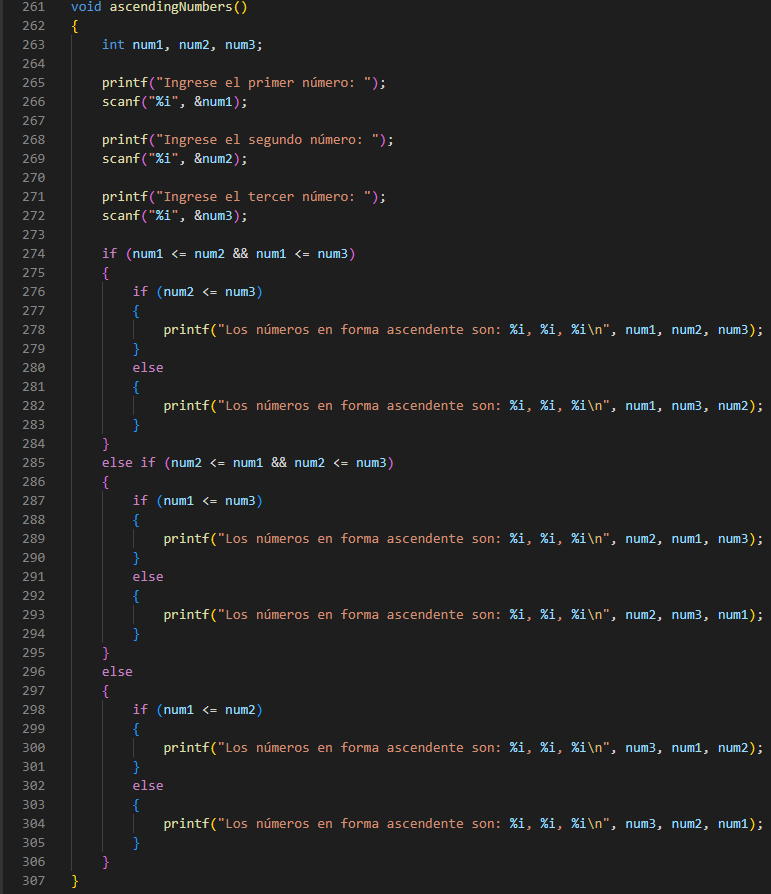 261 void ascendingNumbers()
262 {
263     int num1, num2, num3;
264
265     printf("Ingrese el primer número: ");
266     scanf("%i", &num1);
267
268     printf("Ingrese el segundo número: ");
269     scanf("%i", &num2);
270
271     printf("Ingrese el tercer número: ");
272     scanf("%i", &num3);
273
274     if (num1 <= num2 && num1 <= num3)
275     {
276         if (num2 <= num3)
277         {
278             printf("Los números en forma ascendente son: %i, %i, %i\n", num1, num2, num3);
279         }
280         else
281         {
282             printf("Los números en forma ascendente son: %i, %i, %i\n", num1, num3, num2);
283         }
284     }
285     else if (num2 <= num1 && num2 <= num3)
286     {
287         if (num1 <= num3)
288         {
289             printf("Los números en forma ascendente son: %i, %i, %i\n", num2, num1, num3);
290         }
291         else
292         {
293             printf("Los números en forma ascendente son: %i, %i, %i\n", num2, num3, num1);
294         }
295     }
296     else
297     {
298         if (num1 <= num2)
299         {
300             printf("Los números en forma ascendente son: %i, %i, %i\n", num3, num1, num2);
301         }
302         else
303         {
304             printf("Los números en forma ascendente son: %i, %i, %i\n", num3, num2, num1);
305         }
306     }
307 }